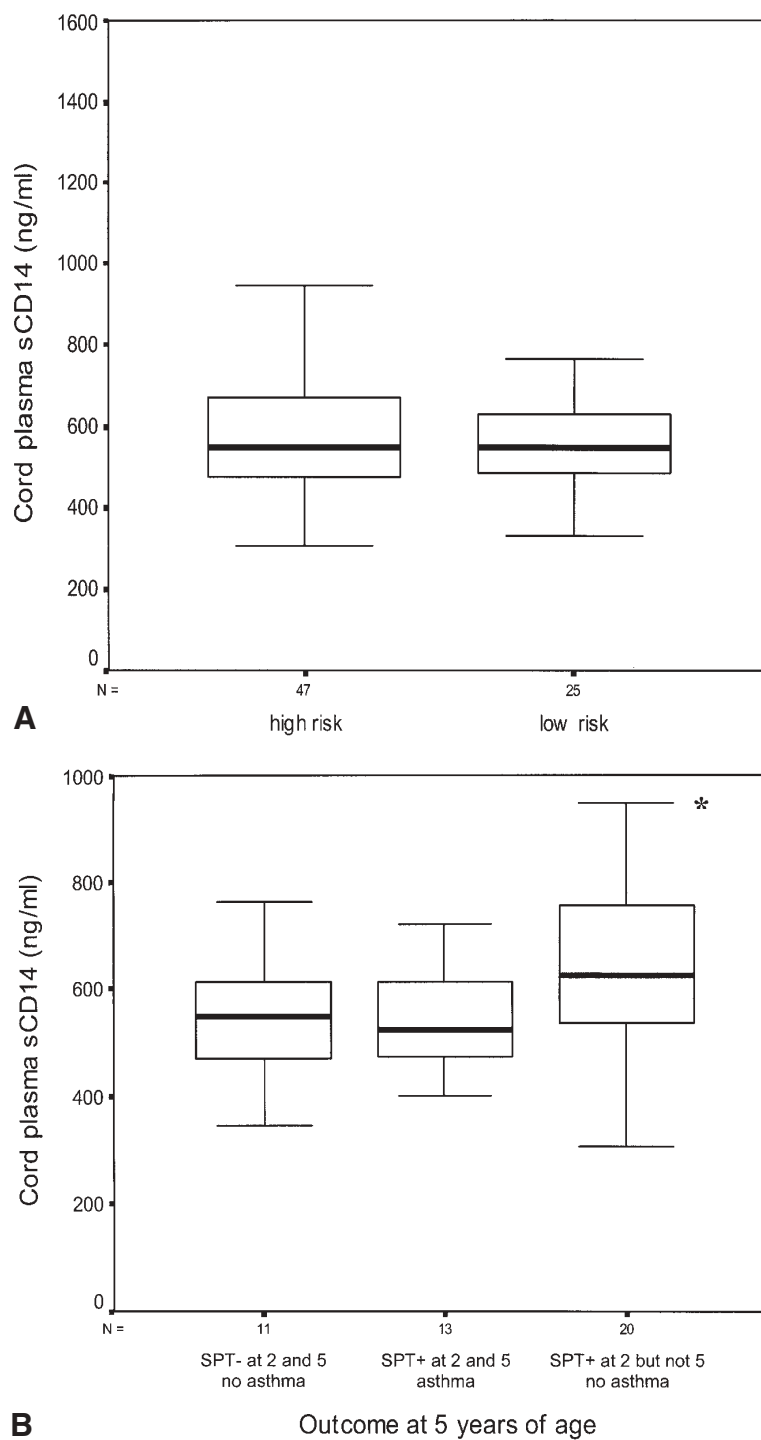 1600
1400
1200
1000
800
600
400
200
0
Cord plasma sCD14 (ng/ml)
N = 47 25
high risk low risk
A
1000
800
600
400
200
0
Cord plasma sCD14 (ng/ml)
*
N = 11 13 20
SPT- at 2 and 5 SPT+ at 2 and 5 SPT+ at 2 but not 5
no asthma asthma no asthma
B Outcome at 5 years of age